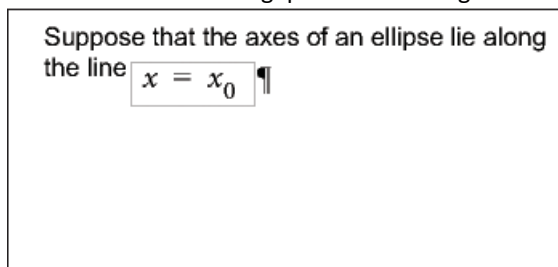 Suppose that the axes of an ellipse lie along
the line x = x₀ ¶